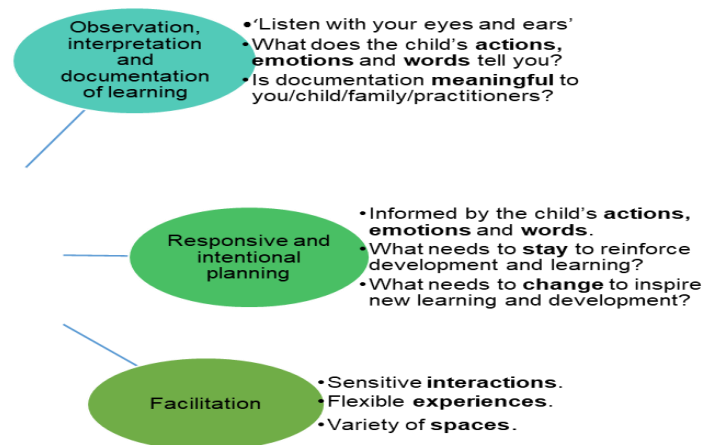 Observation,
interpretation
and
documentation
of learning
•‘Listen with your eyes and ears’
•What does the child’s actions,
emotions and words tell you?
•Is documentation meaningful to
you/child/family/practitioners?
Responsive and
intentional
planning
•Informed by the child’s actions,
emotions and words.
•What needs to stay to reinforce
development and learning?
•What needs to change to inspire
new learning and development?
Facilitation
•Sensitive interactions.
•Flexible experiences.
•Variety of spaces.